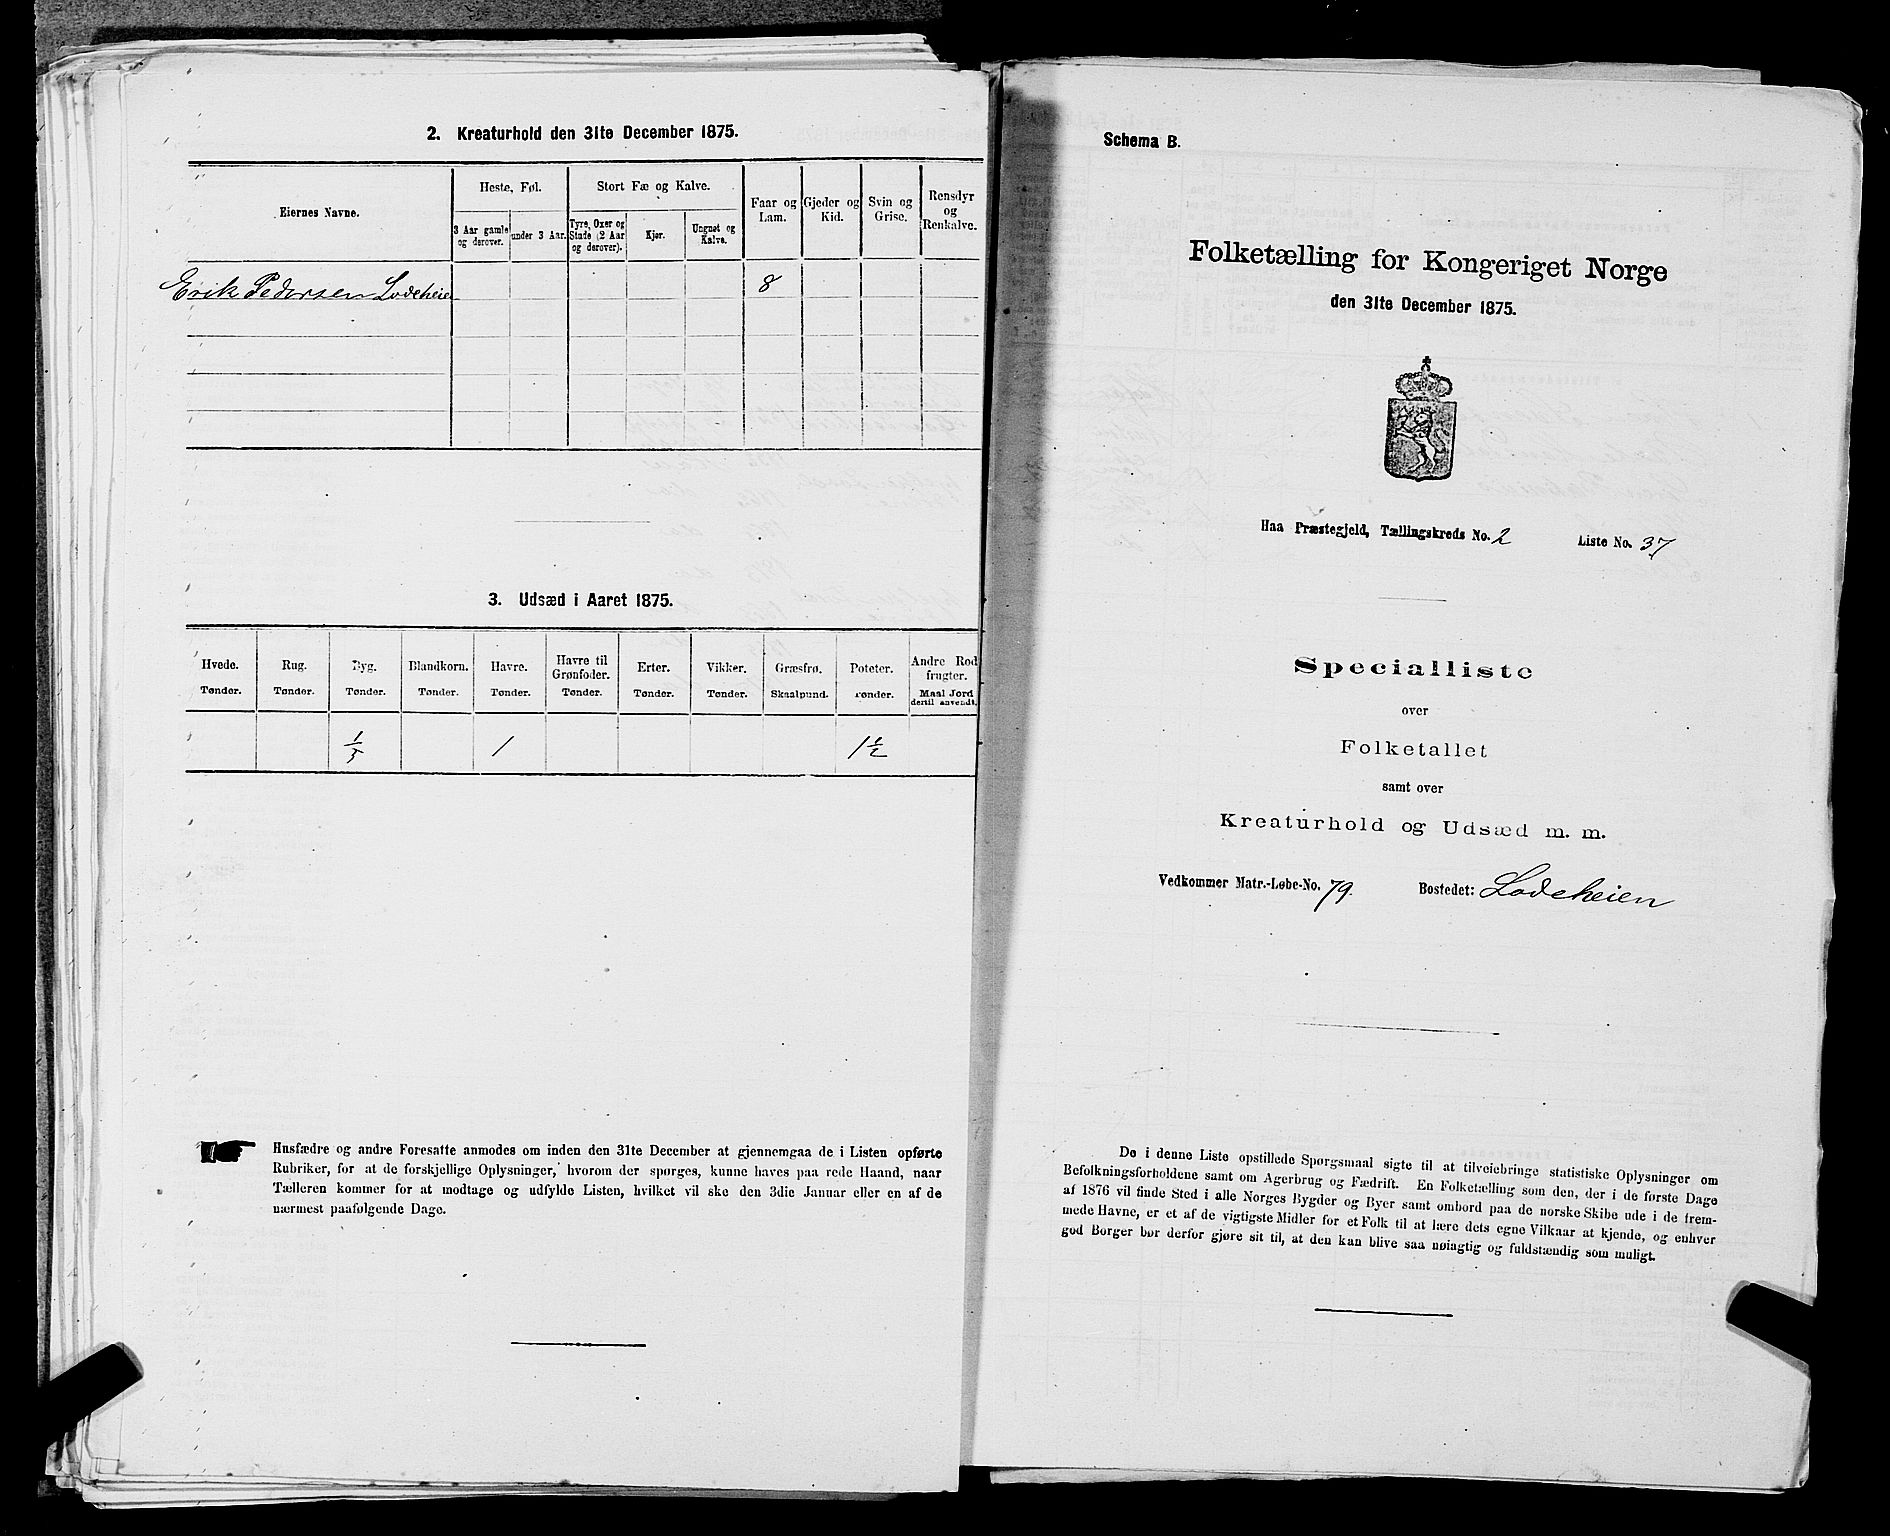 2. Kreaturhold den 31te December 1875.
Eiernes Navne.
Heste, Føl.
Stort Fæ og Kalve.
Faar og Lam.
Gjeder og Kid.
Svin og Grise.
Rensdyr og Renkalve.
3 Aar gamle og derover.
under 3 Aar.
Tyre, Oxer og Stude (2 Aar og derover).
Kjør.
Ungnøt og Kalve.
Erik Pedersen Lodeheie 8
3. Udsæd i Aaret 1875.
Hvede. Rug. Byg. Blandkorn. Havre. Havre til Grønfoder. Erter. Vikker. Græsfrø. Poteter. Andre Rodfrugter.
Tønder. Tønder. Tønder. Tønder. Tønder. Tønder. Tønder. Tønder. Skaalpund. Tønder. Maal Jord dertil anvendt.
1/5 1 1 1/2
Husfædre og andre Foresatte anmodes om inden den 31te December at gjennemgaa de i Listen opførte
Rubriker, for at de forskjellige Oplysninger, hvorom der spørges, kunne haves paa rede Haand, naar
Tælleren kommer for at modtage og udfylde Listen, hvilket vil ske den 3die Januar eller en af de
nærmest paafølgende Dage.
Schema B.
Folketælling for Kongeriget Norge
den 31te December 1875.
Haa Præstegjeld, Tællingskreds No. 2 Liste No. 37
Specialliste
over
Folketallet
samt over
Kreaturhold og Udsæd m. m.
Vedkommer Matr.-Løbe-No. 79. Bostedet: Lodeheien
De i denne Liste opstillede Spørgsmaal sigte til at tilveiebringe statistiske Oplysninger om
Befolkningsforholdene samt om Agerbrug og Fædrift. En Folketælling som den, der i de første Dage
af 1876 vil finde Sted i alle Norges Bygder og Byer samt ombord paa de norske Skibe ude i de frem-
mede Havne, er et af de vigtigste Midler for et Folk til at lære dets egne Vilkaar at kjende, og enhver
god Borger bør derfor gjøre sit til, at den kan blive saa nøiagtig og fuldstændig som muligt.